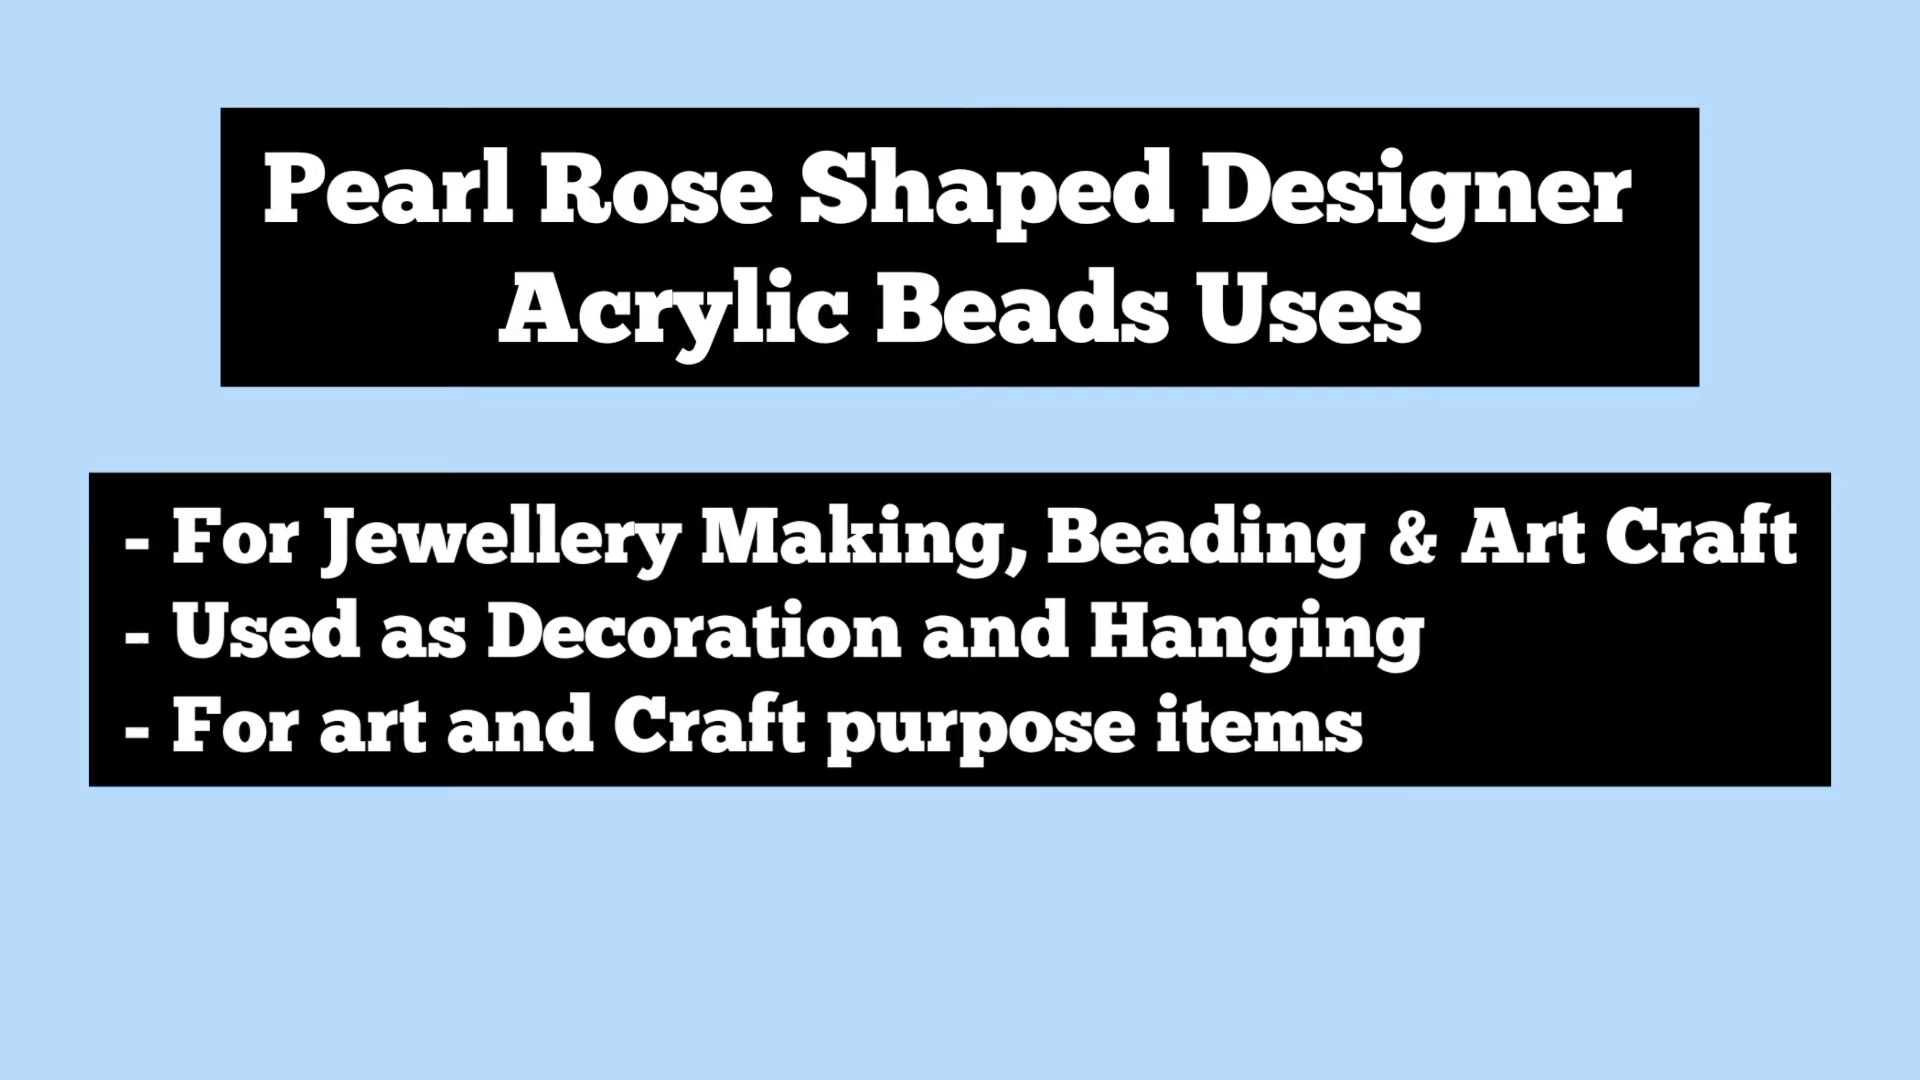 Pearl Rose Shaped Designer
Acrylic Beads Uses
- For Jewellery Making, Beading & Art Craft
- Used as Decoration and Hanging
- For art and Craft purpose items